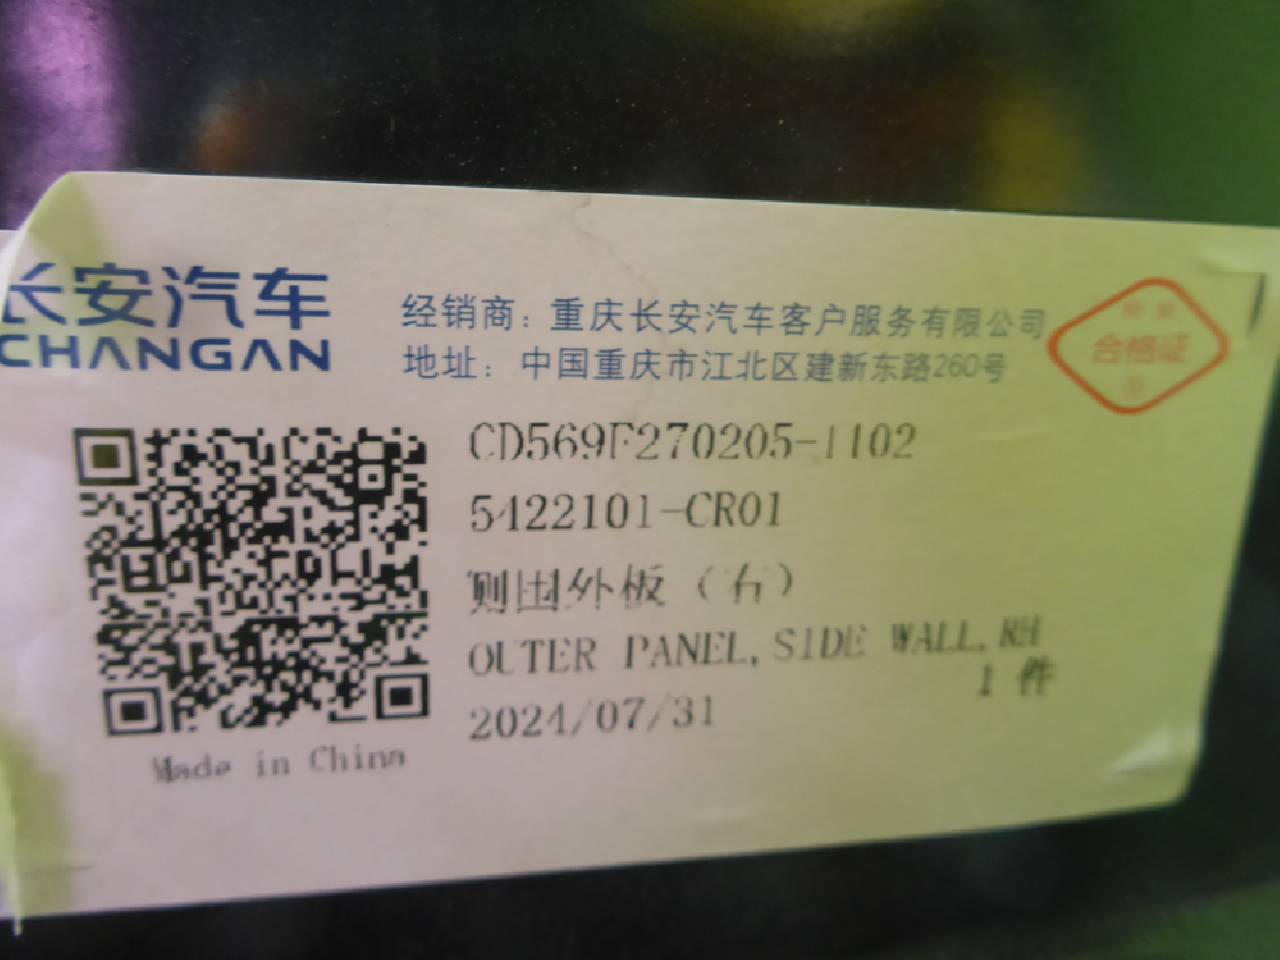 长安汽车
CHANGAN
经销商：重庆长安汽车客户服务有限公司
地址：中国重庆市江北区建新东路260号
合格证
CD569F270205-1102
5422101-CR01
侧围外板（右）
OUTER PANEL, SIDE WALL, RH
1 件
2024/07/31
Made in China